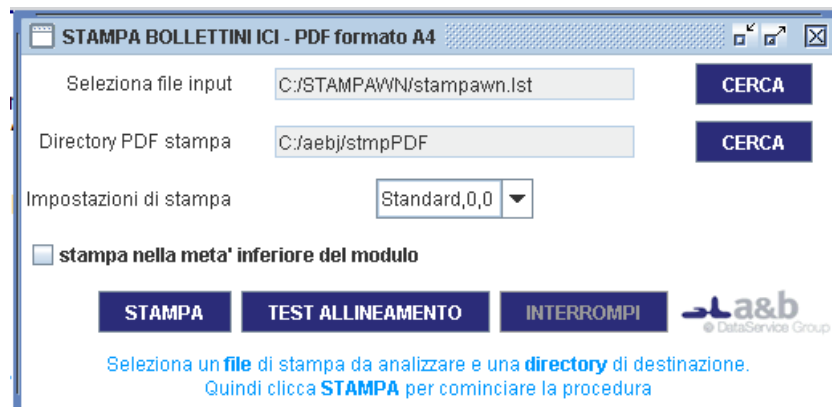 STAMPA BOLLETTINI ICI - PDF formato A4
Seleziona file input C:/STAMPAWN/stampawn.lst CERCA
Directory PDF stampa C:/aebj/stmpPDF CERCA
Impostazioni di stampa Standard,0,0
stampa nella meta' inferiore del modulo
STAMPA TEST ALLINEAMENTO INTERROMPI a&b
© DataService Group
Seleziona un file di stampa da analizzare e una directory di destinazione.
Quindi clicca STAMPA per cominciare la procedura